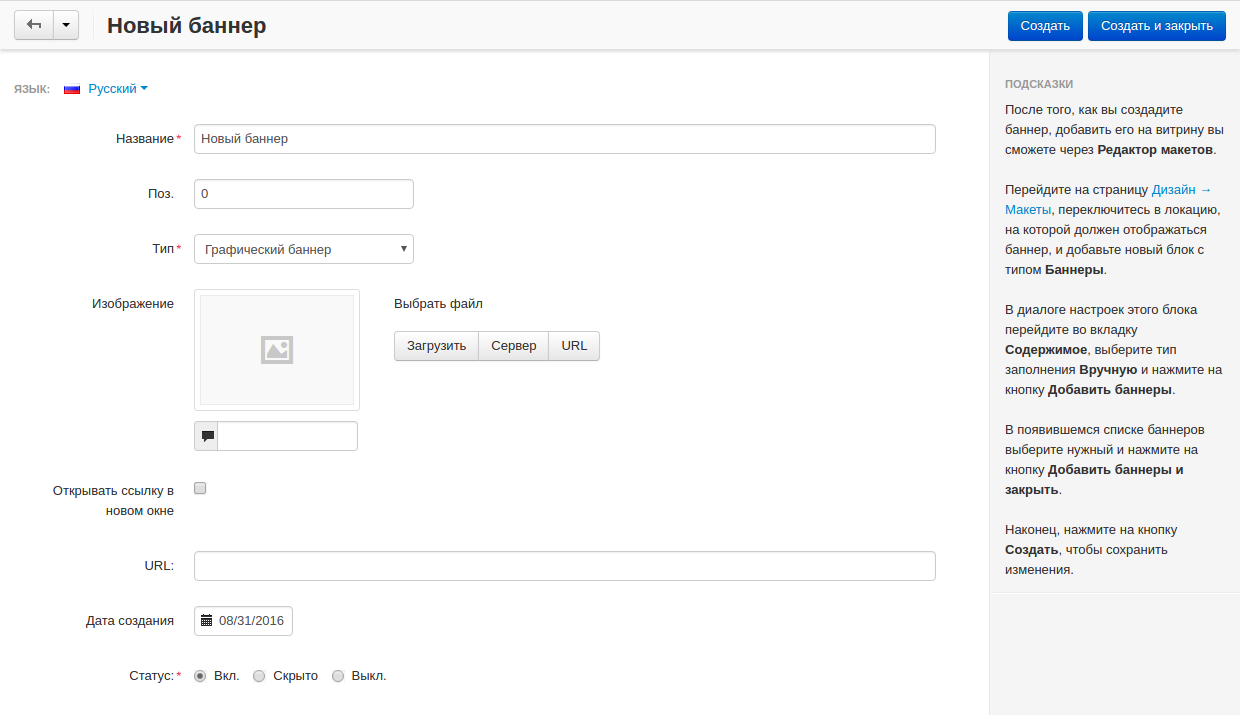 Новый баннер
Создать
Создать и закрыть
ЯЗЫК:
Русский
Название*
Новый баннер
Поз.
0
Тип*
Графический баннер
Изображение
Выбрать файл
Загрузить
Сервер
URL
Открывать ссылку в
новом окне
URL:
Дата создания
08/31/2016
Статус:*
Вкл.
Скрыто
Выкл.
ПОДСКАЗКИ
После того, как вы создадите
баннер, добавить его на витрину вы
сможете через Редактор макетов.
Перейдите на страницу Дизайн →
Макеты, переключитесь в локацию,
на которой должен отображаться
баннер, и добавьте новый блок с
типом Баннеры.
В диалоге настроек этого блока
перейдите во вкладку
Содержимое, выберите тип
заполнения Вручную и нажмите на
кнопку Добавить баннеры.
В появившемся списке баннеров
выберите нужный и нажмите на
кнопку Добавить баннеры и
закрыть.
Наконец, нажмите на кнопку
Создать, чтобы сохранить
изменения.